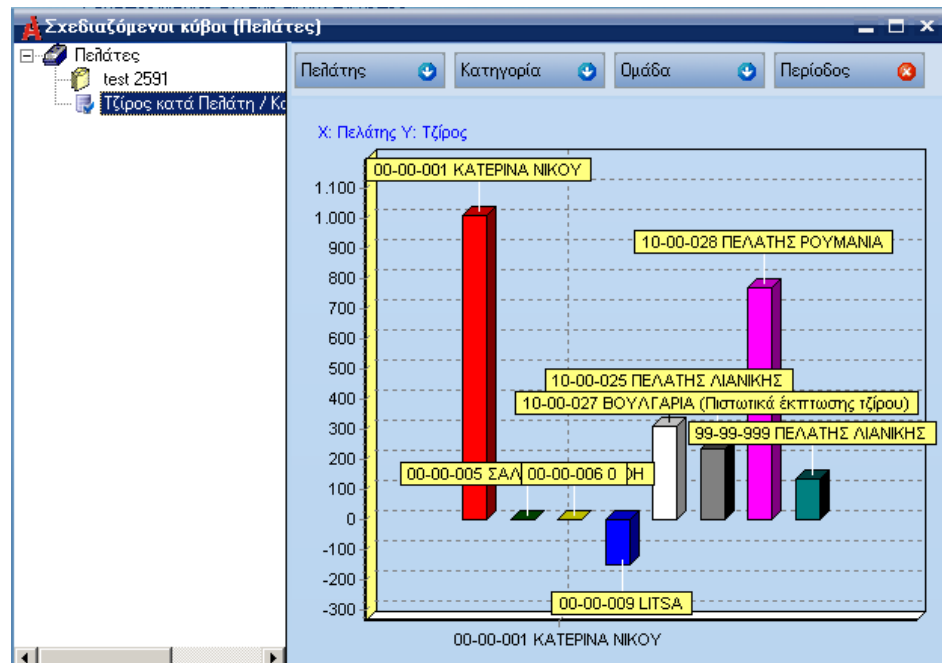 Σχεδιαζόμενοι κύβοι (Πελάτες)
Πελάτες
test 2591
Τζίρος κατά Πελάτη / Κα
Πελάτης
Κατηγορία
Ομάδα
Περίοδος
X: Πελάτης Y: Τζίρος
1.100
1.000
900
800
700
600
500
400
300
200
100
0
-100
-200
-300
00-00-001 ΚΑΤΕΡΙΝΑ ΝΙΚΟΥ
10-00-028 ΠΕΛΑΤΗΣ ΡΟΥΜΑΝΙΑ
10-00-025 ΠΕΛΑΤΗΣ ΛΙΑΝΙΚΗΣ
10-00-027 ΒΟΥΛΓΑΡΙΑ (Πιστωτικά έκπτωσης τζίρου)
99-99-999 ΠΕΛΑΤΗΣ ΛΙΑΝΙΚΗΣ
00-00-005 ΣΑΛ
00-00-006 0
ΦΗ
00-00-009 LITSA
00-00-001 ΚΑΤΕΡΙΝΑ ΝΙΚΟΥ